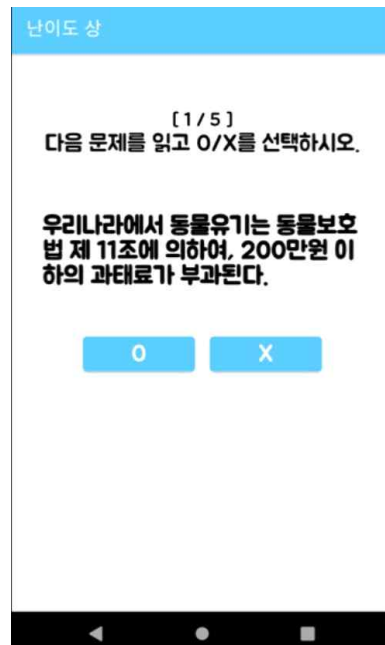 난이도 상
[1/5]
다음 문제를 읽고 O/X를 선택하시오.
우리나라에서 동물유기는 동물보호
법 제 11조에 의하여, 200만원 이
하의 과태료가 부과된다.
O X